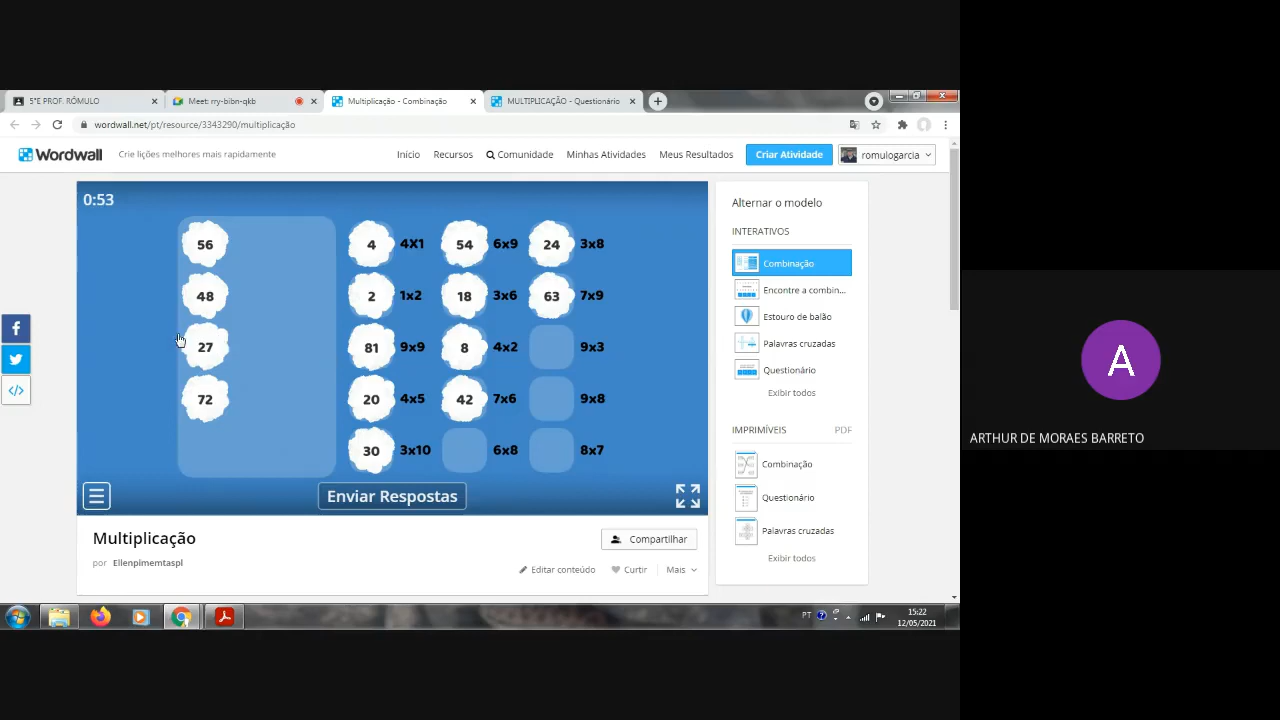 5°E PROF. RÔMULO
Meet: rry-bibn-qkb
Multiplicação - Combinação
MULTIPLICAÇÃO - Questionário
wordwall.net/pt/resource/3343290/multiplicação
Wordwall
Crie lições melhores mais rapidamente
Início
Recursos
Comunidade
Minhas Atividades
Meus Resultados
Criar Atividade
romulogarcia
0:53
56
4 4X1
54 6x9
24 3x8
48
2 1x2
18 3x6
63 7x9
27
81 9x9
8 4x2
9x3
72
20 4x5
42 7x6
9x8
30 3x10
6x8
8x7
Enviar Respostas
Alternar o modelo
INTERATIVOS
Combinação
Encontre a combin...
Estouro de balão
Palavras cruzadas
Questionário
Exibir todos
IMPRIMÍVEIS PDF
Combinação
Questionário
Palavras cruzadas
Exibir todos
Multiplicação
Compartilhar
por Ellenpimemtaspl
Editar conteúdo
Curtir
Mais
PT
15:22
12/05/2021
A
ARTHUR DE MORAES BARRETO